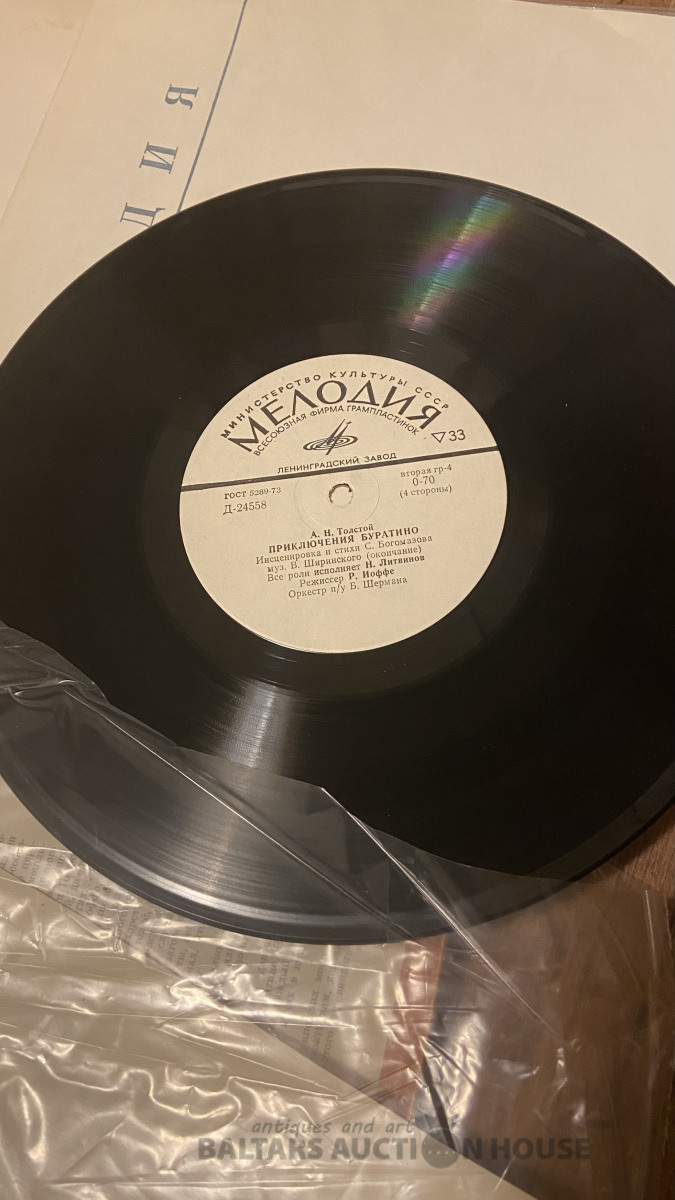 ЦИЯ
МИНИСТЕРСТВО КУЛЬТУРЫ СССР
МЕЛОДИЯ
ВСЕСОЮЗНАЯ ФИРМА ГРАМПЛАСТИНОК
33
ЛЕНИНГРАДСКИЙ ЗАВОД
ГОСТ 5289-73
Д-24558
вторая гр-4
0-70
(4 стороны)
А. Н. Толстой
ПРИКЛЮЧЕНИЯ БУРАТИНО
Инсценировка и стихи С. Богомазова
муз. В. Ширинского (окончание)
Все роли исполняет Н. Литвинов
Режиссер Р. Иоффе
Оркестр п/у Б. Шермана
antiques and art
BALTARS AUCTION HOUSE